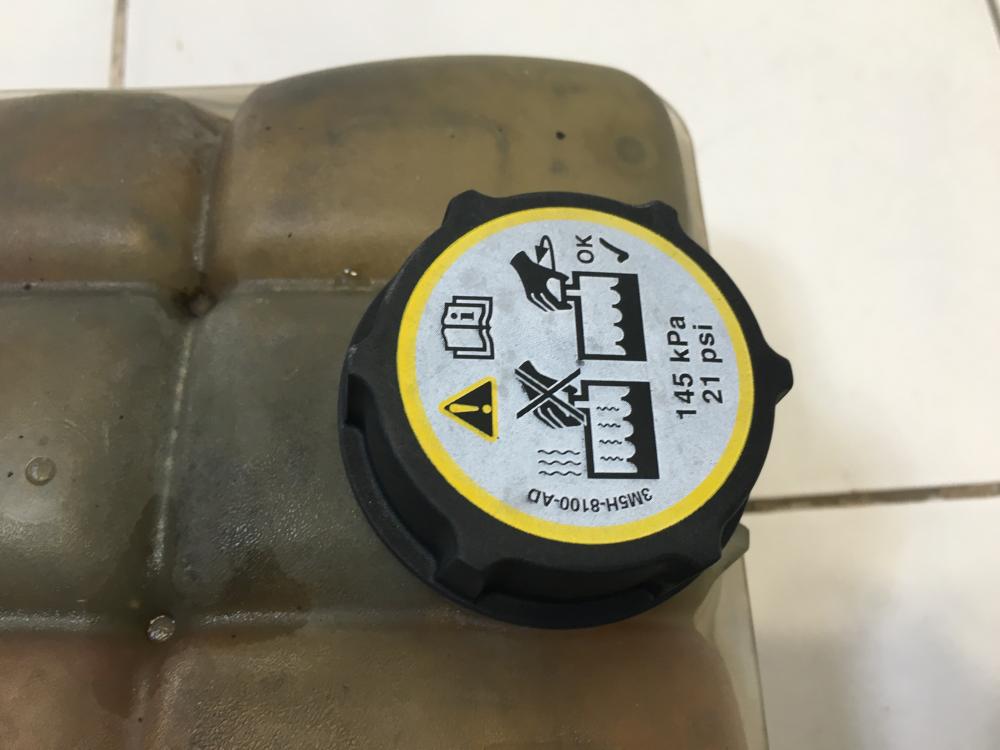 OK
145 kPa
21 psi
3M5H-8100-AD